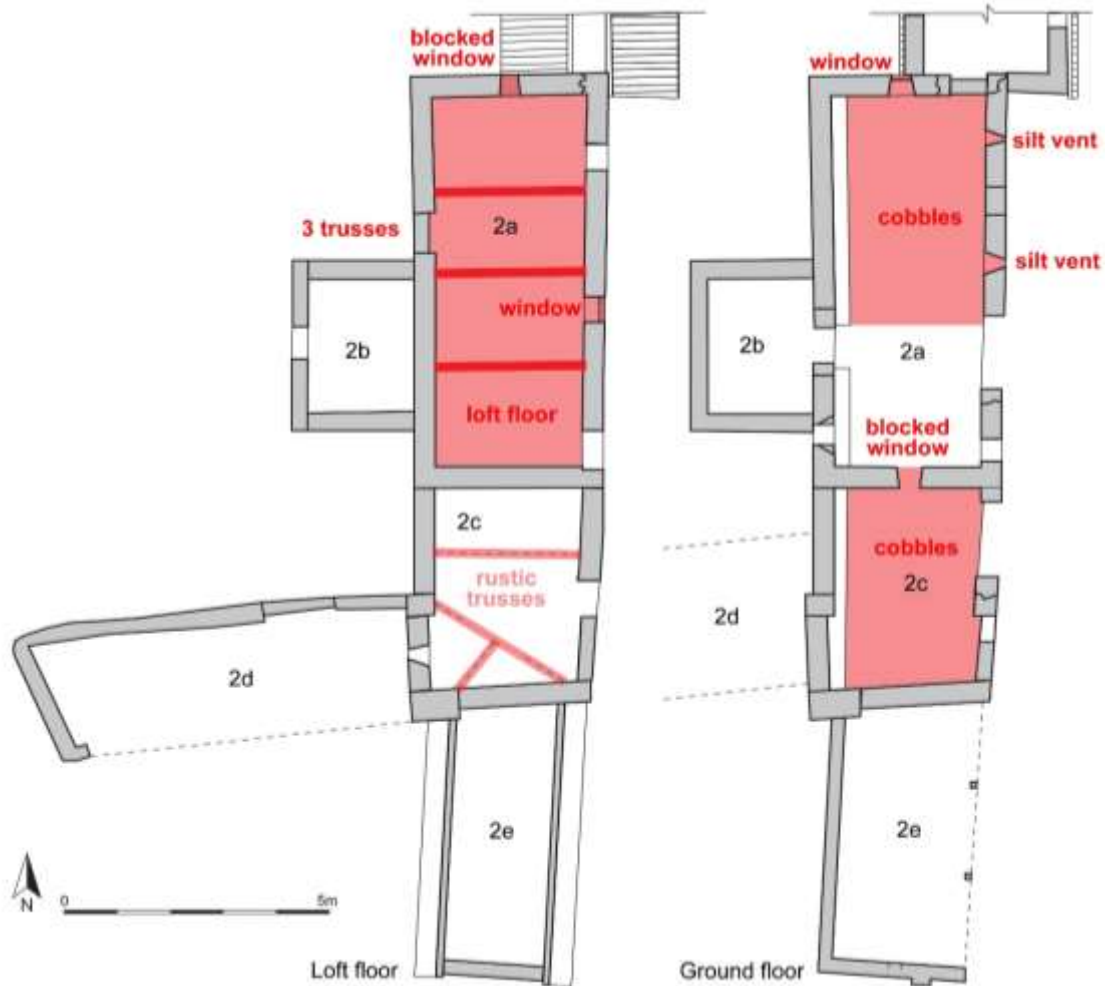 blocked
window
window
silt vent
cobbles
3 trusses
2a
silt vent
window
2b
2b
2a
loft floor
blocked
window
2c
cobbles
2c
rustic
trusses
2d
2d
2e
2e
N
0
5m
Loft floor
Ground floor